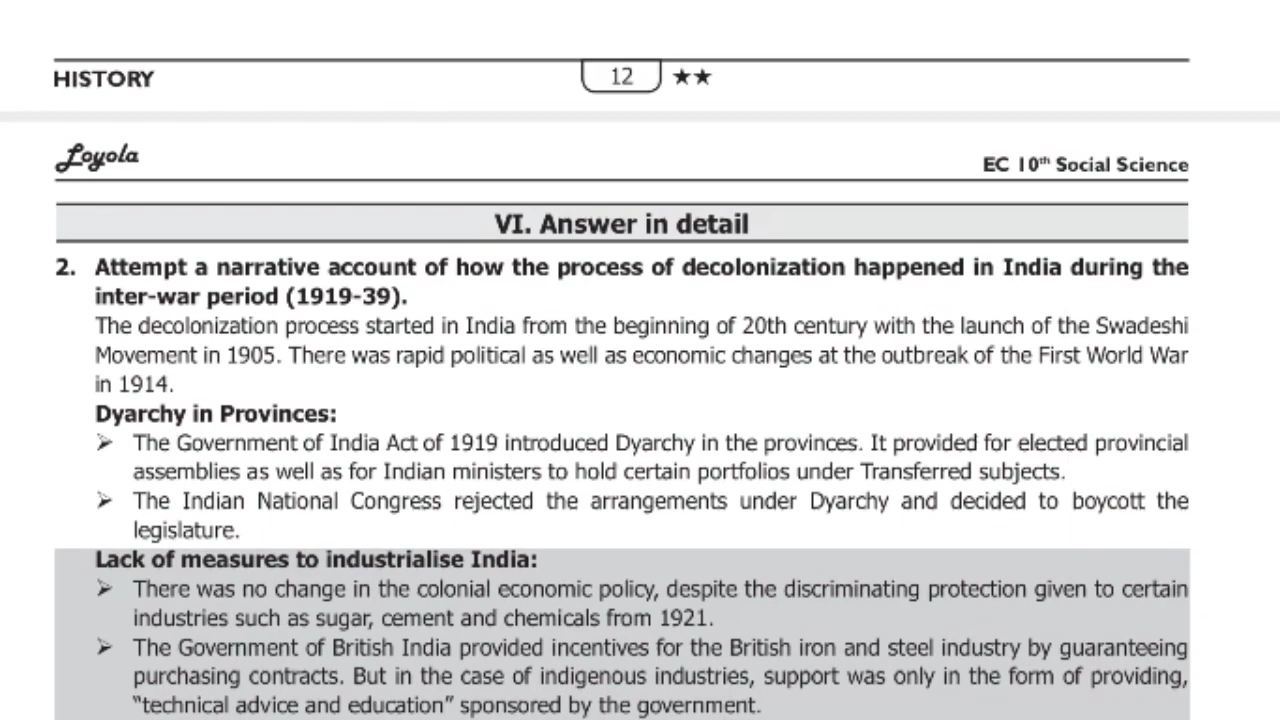 HISTORY 12 ★★
Loyola EC 10th Social Science
VI. Answer in detail
2. Attempt a narrative account of how the process of decolonization happened in India during the
inter-war period (1919-39).
The decolonization process started in India from the beginning of 20th century with the launch of the Swadeshi
Movement in 1905. There was rapid political as well as economic changes at the outbreak of the First World War
in 1914.
Dyarchy in Provinces:
➢ The Government of India Act of 1919 introduced Dyarchy in the provinces. It provided for elected provincial
assemblies as well as for Indian ministers to hold certain portfolios under Transferred subjects.
➢ The Indian National Congress rejected the arrangements under Dyarchy and decided to boycott the
legislature.
Lack of measures to industrialise India:
➢ There was no change in the colonial economic policy, despite the discriminating protection given to certain
industries such as sugar, cement and chemicals from 1921.
➢ The Government of British India provided incentives for the British iron and steel industry by guaranteeing
purchasing contracts. But in the case of indigenous industries, support was only in the form of providing,
“technical advice and education” sponsored by the government.